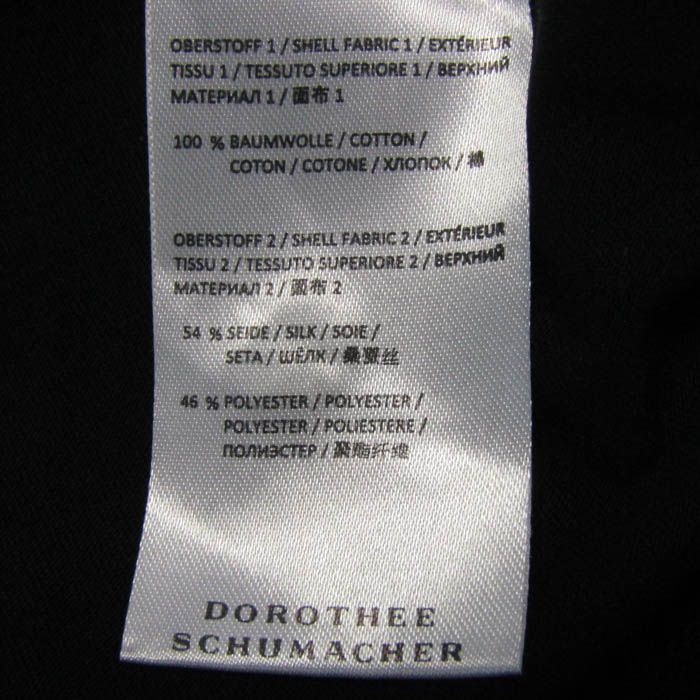 OBERSTOFF 1 / SHELL FABRIC 1 / EXTÉRIEUR
TISSU 1 / TESSUTO SUPERIORE 1 / ВЕРХНИЙ
МАТЕРИАЛ 1 / 面布 1
100 % BAUMWOLLE / COTTON /
COTON / COTONE / ХЛОПОК / 棉
OBERSTOFF 2 / SHELL FABRIC 2 / EXTÉRIEUR
TISSU 2 / TESSUTO SUPERIORE 2 / ВЕРХНИЙ
МАТЕРИАЛ 2 / 面布 2
54 % SEIDE / SILK / SOIE /
SETA / ШЁЛК / 桑蚕丝
46 % POLYESTER / POLYESTER /
POLYESTER / POLIESTERE /
ПОЛИЭСТЕР / 聚酯纤维
DOROTHEE
SCHUMACHER